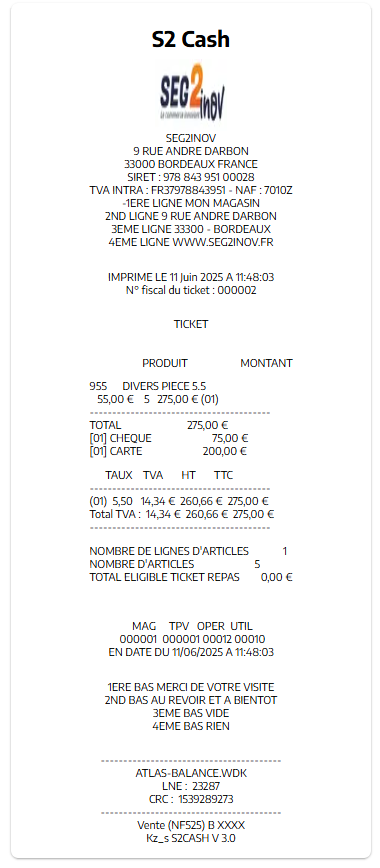 S2 Cash
SEG2inov
Le commerce innovant
SEG2INOV
9 RUE ANDRE DARBON
33000 BORDEAUX FRANCE
SIRET : 978 843 951 00028
TVA INTRA : FR37978843951 - NAF : 7010Z
-1ERE LIGNE MON MAGASIN
2ND LIGNE 9 RUE ANDRE DARBON
3EME LIGNE 33300 - BORDEAUX
4EME LIGNE WWW.SEG2INOV.FR
IMPRIME LE 11 Juin 2025 A 11:48:03
N° fiscal du ticket : 000002
TICKET
PRODUIT MONTANT
955 DIVERS PIECE 5.5
55,00 € 5 275,00 € (01)
----------------------------------------
TOTAL 275,00 €
[01] CHEQUE 75,00 €
[01] CARTE 200,00 €
TAUX TVA HT TTC
----------------------------------------
(01) 5,50 14,34 € 260,66 € 275,00 €
Total TVA : 14,34 € 260,66 € 275,00 €
----------------------------------------
NOMBRE DE LIGNES D'ARTICLES 1
NOMBRE D'ARTICLES 5
TOTAL ELIGIBLE TICKET REPAS 0,00 €
MAG TPV OPER UTIL
000001 000001 00012 00010
EN DATE DU 11/06/2025 A 11:48:03
1ERE BAS MERCI DE VOTRE VISITE
2ND BAS AU REVOIR ET A BIENTOT
3EME BAS VIDE
4EME BAS RIEN
----------------------------------------
ATLAS-BALANCE.WDK
LNE : 23287
CRC : 1539289273
----------------------------------------
Vente (NF525) B XXXX
Kz_s S2CASH V 3.0